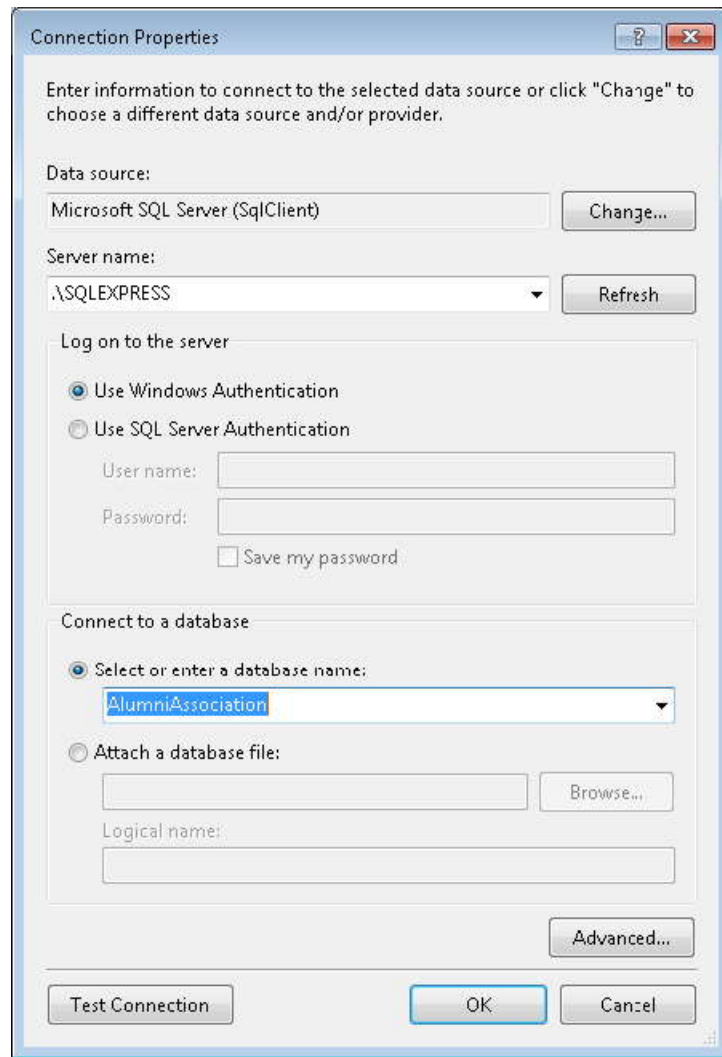 Connection Properties
Enter information to connect to the selected data source or click "Change" to
choose a different data source and/or provider.
Data source:
Microsoft SQL Server (SqlClient)
Change...
Server name:
.\SQLEXPRESS
Refresh
Log on to the server
Use Windows Authentication
Use SQL Server Authentication
User name:
Password:
Save my password
Connect to a database
Select or enter a database name:
AlumniAssociation
Attach a database file:
Browse...
Logical name:
Advanced...
Test Connection
OK
Cancel